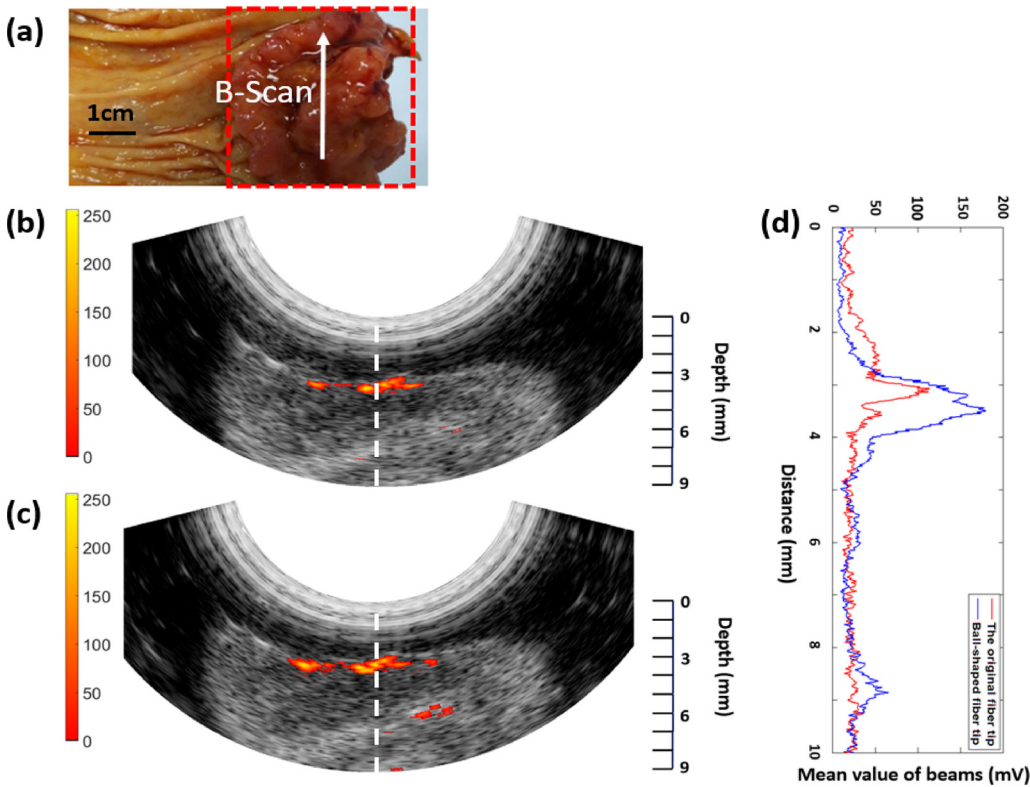 (a)
B-Scan
1cm
(b)
250
200
150
100
50
0
0
3
6
9
Depth (mm)
(c)
250
200
150
100
50
0
0
3
6
9
Depth (mm)
(d)
0
50
100
150
200
0
2
4
6
8
10
Distance (mm)
The original fiber tip
Ball-shaped fiber tip
Mean value of beams (mV)